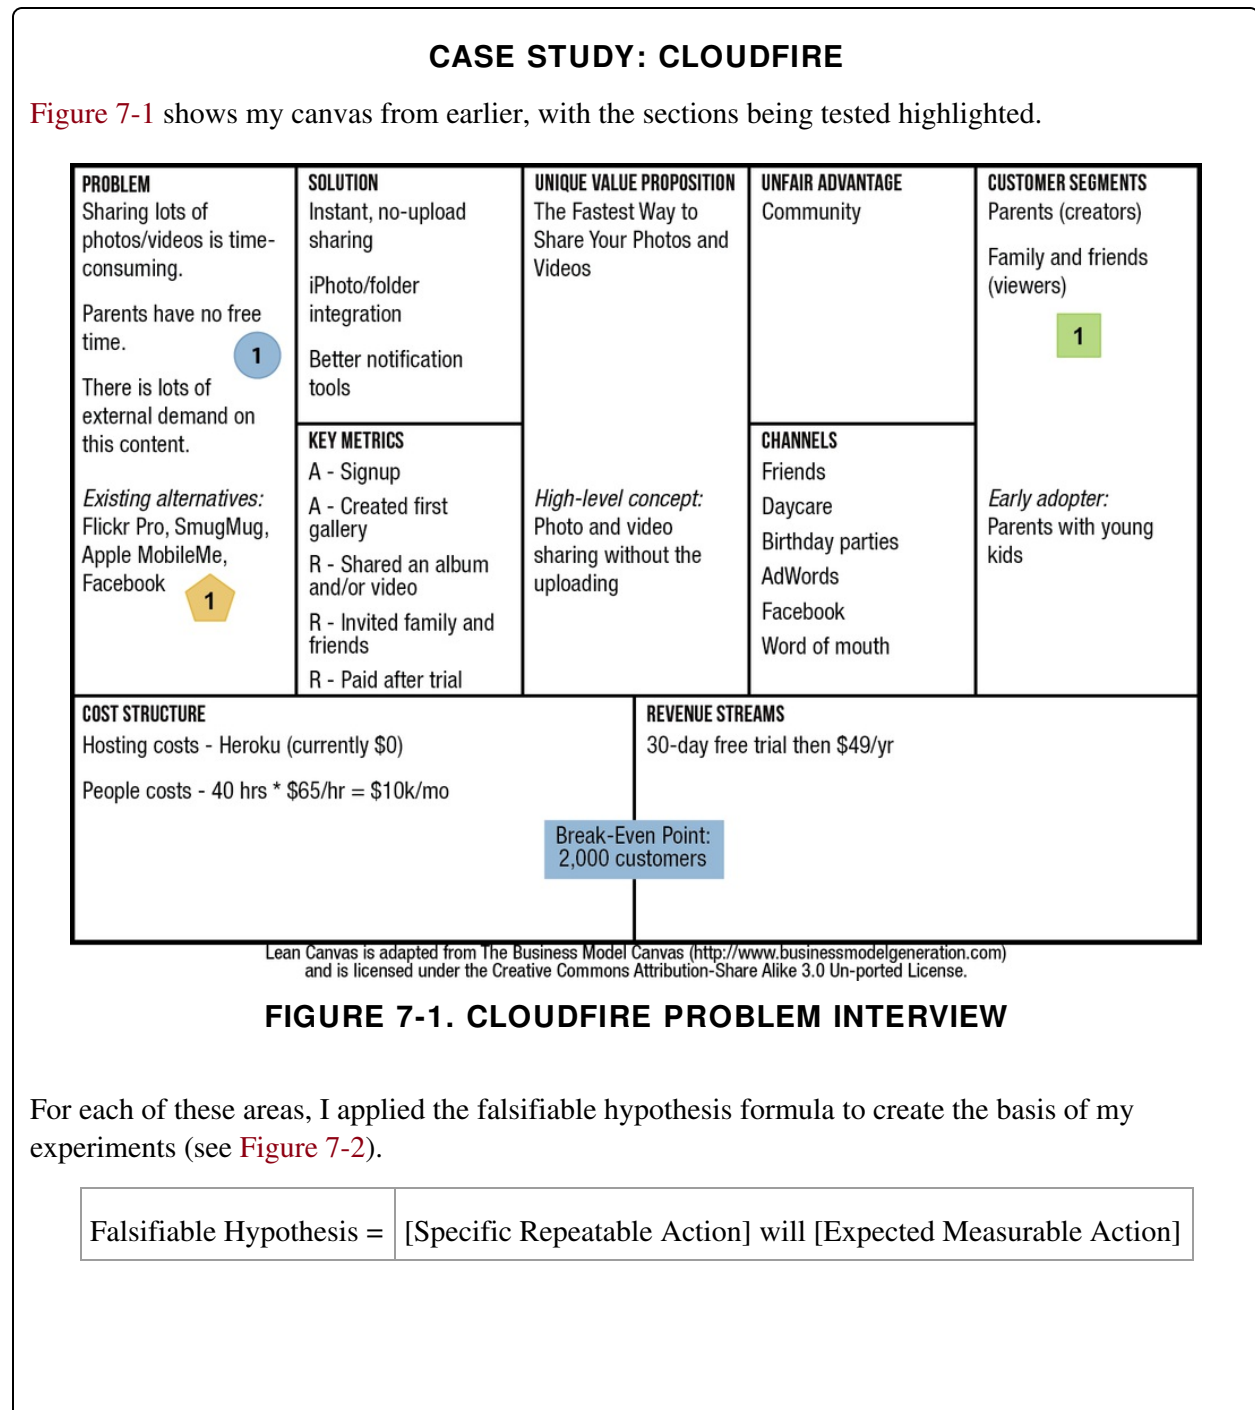 CASE STUDY: CLOUDFIRE
Figure 7-1 shows my canvas from earlier, with the sections being tested highlighted.
PROBLEM
Sharing lots of
photos/videos is time-
consuming.
Parents have no free
time.
1
There is lots of
external demand on
this content.
Existing alternatives:
Flickr Pro, SmugMug,
Apple MobileMe,
Facebook
1
SOLUTION
Instant, no-upload
sharing
iPhoto/folder
integration
Better notification
tools
KEY METRICS
A - Signup
A - Created first
gallery
R - Shared an album
and/or video
R - Invited family and
friends
R - Paid after trial
UNIQUE VALUE PROPOSITION
The Fastest Way to
Share Your Photos and
Videos
High-level concept:
Photo and video
sharing without the
uploading
UNFAIR ADVANTAGE
Community
CHANNELS
Friends
Daycare
Birthday parties
AdWords
Facebook
Word of mouth
CUSTOMER SEGMENTS
Parents (creators)
Family and friends
(viewers)
1
Early adopter:
Parents with young
kids
COST STRUCTURE
Hosting costs - Heroku (currently $0)
People costs - 40 hrs * $65/hr = $10k/mo
REVENUE STREAMS
30-day free trial then $49/yr
Break-Even Point:
2,000 customers
Lean Canvas is adapted from The Business Model Canvas (http://www.businessmodelgeneration.com)
and is licensed under the Creative Commons Attribution-Share Alike 3.0 Un-ported License.
FIGURE 7-1. CLOUDFIRE PROBLEM INTERVIEW
For each of these areas, I applied the falsifiable hypothesis formula to create the basis of my
experiments (see Figure 7-2).
Falsifiable Hypothesis = [Specific Repeatable Action] will [Expected Measurable Action]